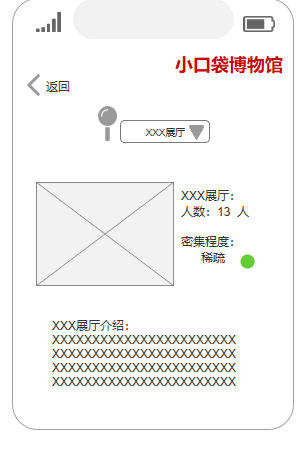 小口袋博物馆
返回
XXX展厅
XXX展厅:
人数: 13 人
密集程度:
稀疏
XXX展厅介绍:
XXXXXXXXXXXXXXXXXXXXXXX
XXXXXXXXXXXXXXXXXXXXXXX
XXXXXXXXXXXXXXXXXXXXXXX
XXXXXXXXXXXXXXXXXXXXXXX